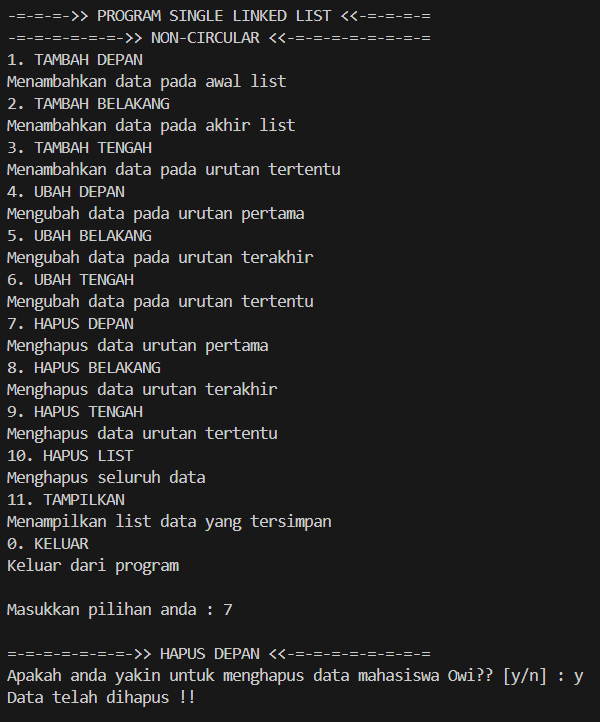 -=-=-=->> PROGRAM SINGLE LINKED LIST <<-=-=-=-=
-=-=-=-=-=-=->> NON-CIRCULAR <<-=-=-=-=-=-=-=-=
1. TAMBAH DEPAN
Menambahkan data pada awal list
2. TAMBAH BELAKANG
Menambahkan data pada akhir list
3. TAMBAH TENGAH
Menambahkan data pada urutan tertentu
4. UBAH DEPAN
Mengubah data pada urutan pertama
5. UBAH BELAKANG
Mengubah data pada urutan terakhir
6. UBAH TENGAH
Mengubah data pada urutan tertentu
7. HAPUS DEPAN
Menghapus data urutan pertama
8. HAPUS BELAKANG
Menghapus data urutan terakhir
9. HAPUS TENGAH
Menghapus data urutan tertentu
10. HAPUS LIST
Menghapus seluruh data
11. TAMPILKAN
Menampilkan list data yang tersimpan
0. KELUAR
Keluar dari program
Masukkan pilihan anda : 7
=-=-=-=-=-=-=->> HAPUS DEPAN <<-=-=-=-=-=-=-=-=
Apakah anda yakin untuk menghapus data mahasiswa Owi?? [y/n] : y
Data telah dihapus !!